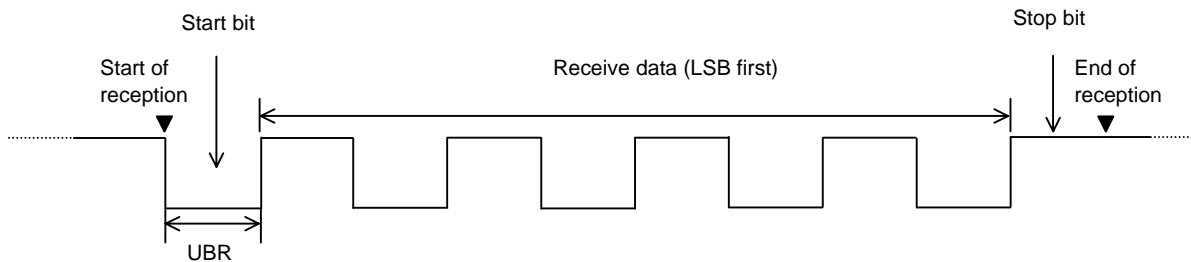 Start bit
Stop bit
Start of
reception
Receive data (LSB first)
End of
reception
UBR